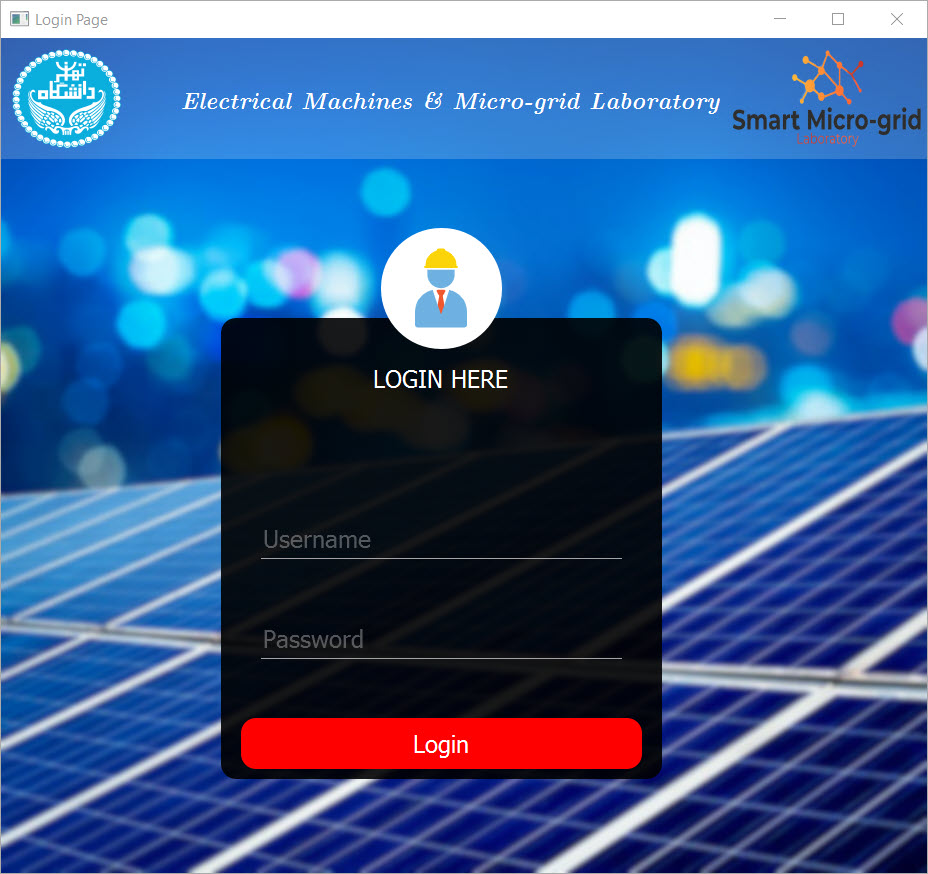 Login Page
تهران
دانشگاه
Electrical Machines & Micro-grid Laboratory
Smart Micro-grid
Laboratory
LOGIN HERE
Username
Password
Login